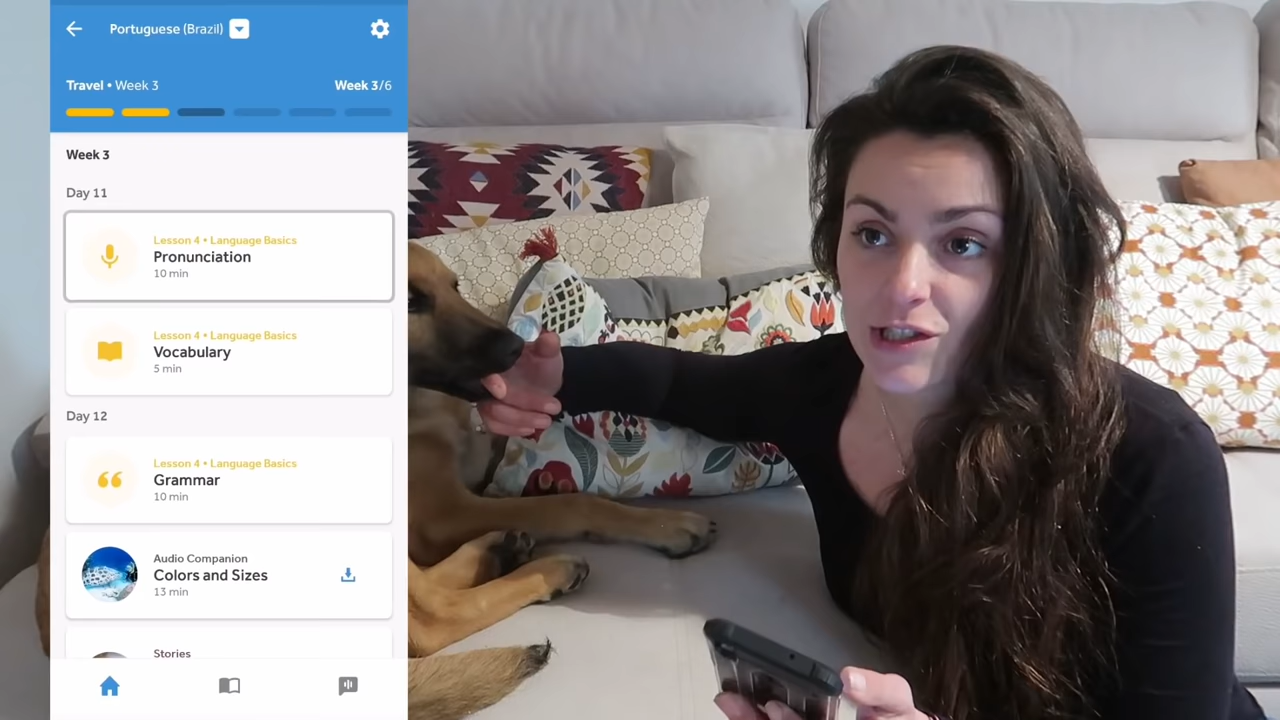 Portuguese (Brazil)
Travel • Week 3
Week 3/6
Week 3
Day 11
Lesson 4 • Language Basics
Pronunciation
10 min
Lesson 4 • Language Basics
Vocabulary
5 min
Day 12
Lesson 4 • Language Basics
Grammar
10 min
Audio Companion
Colors and Sizes
13 min
Stories